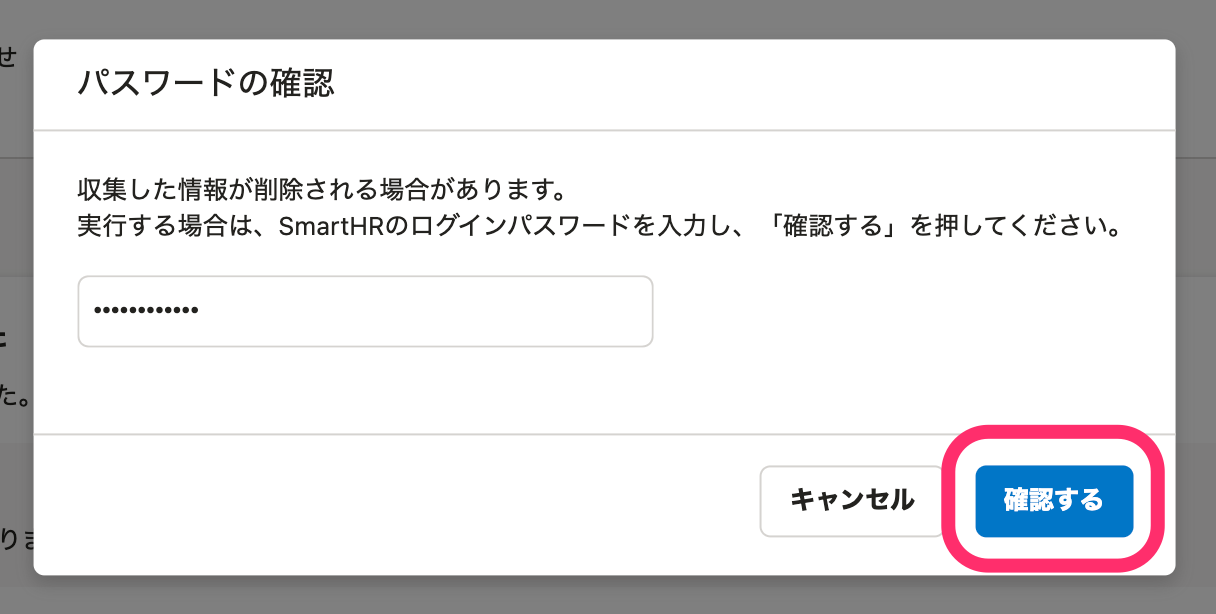 せ
パスワードの確認
収集した情報が削除される場合があります。
実行する場合は、SmartHRのログインパスワードを入力し、「確認する」を押してください。
••••••••••••
た。
りま
キャンセル
確認する